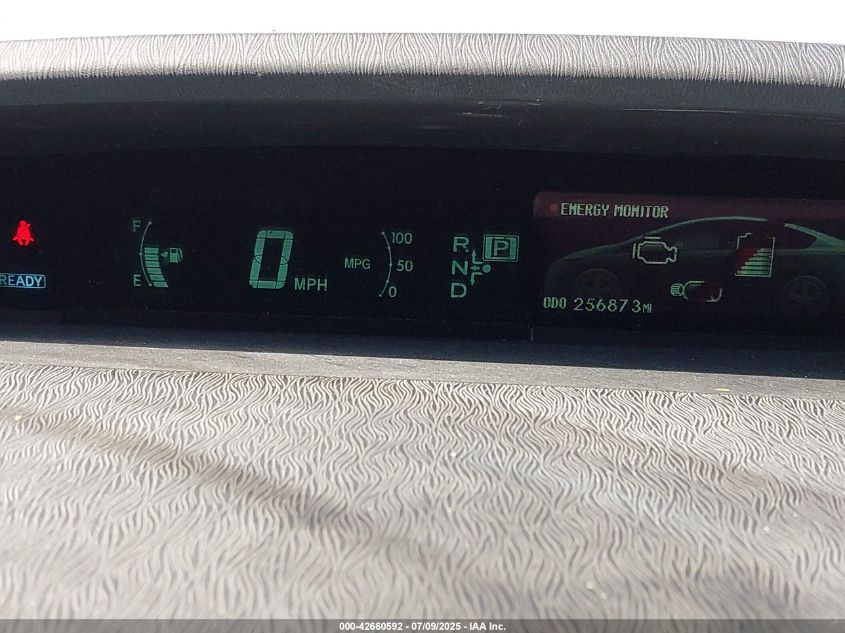 ENERGY MONITOR
F
E
READY
0 MPH
MPG
100
50
0
R
N
D
P
ODO 256873 MI
000-42660592 - 07/09/2025 - IAA Inc.